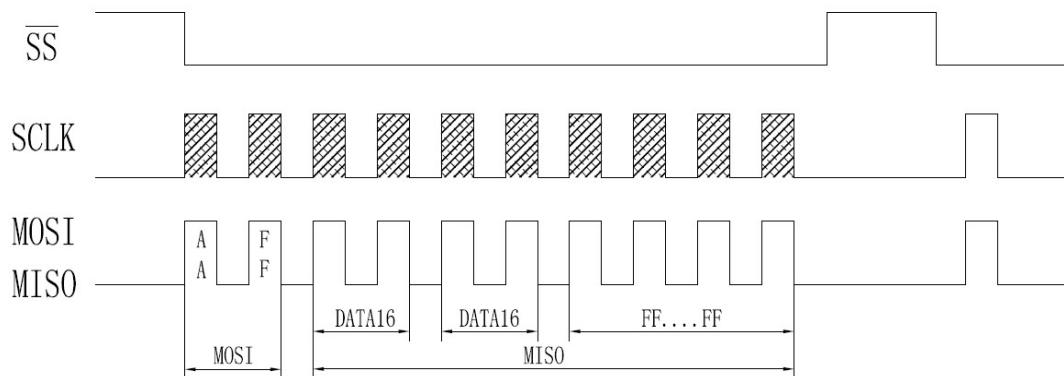 SS
SCLK
MOSI
MISO
A F
A F
DATA16 DATA16 FF....FF
MOSI MISO